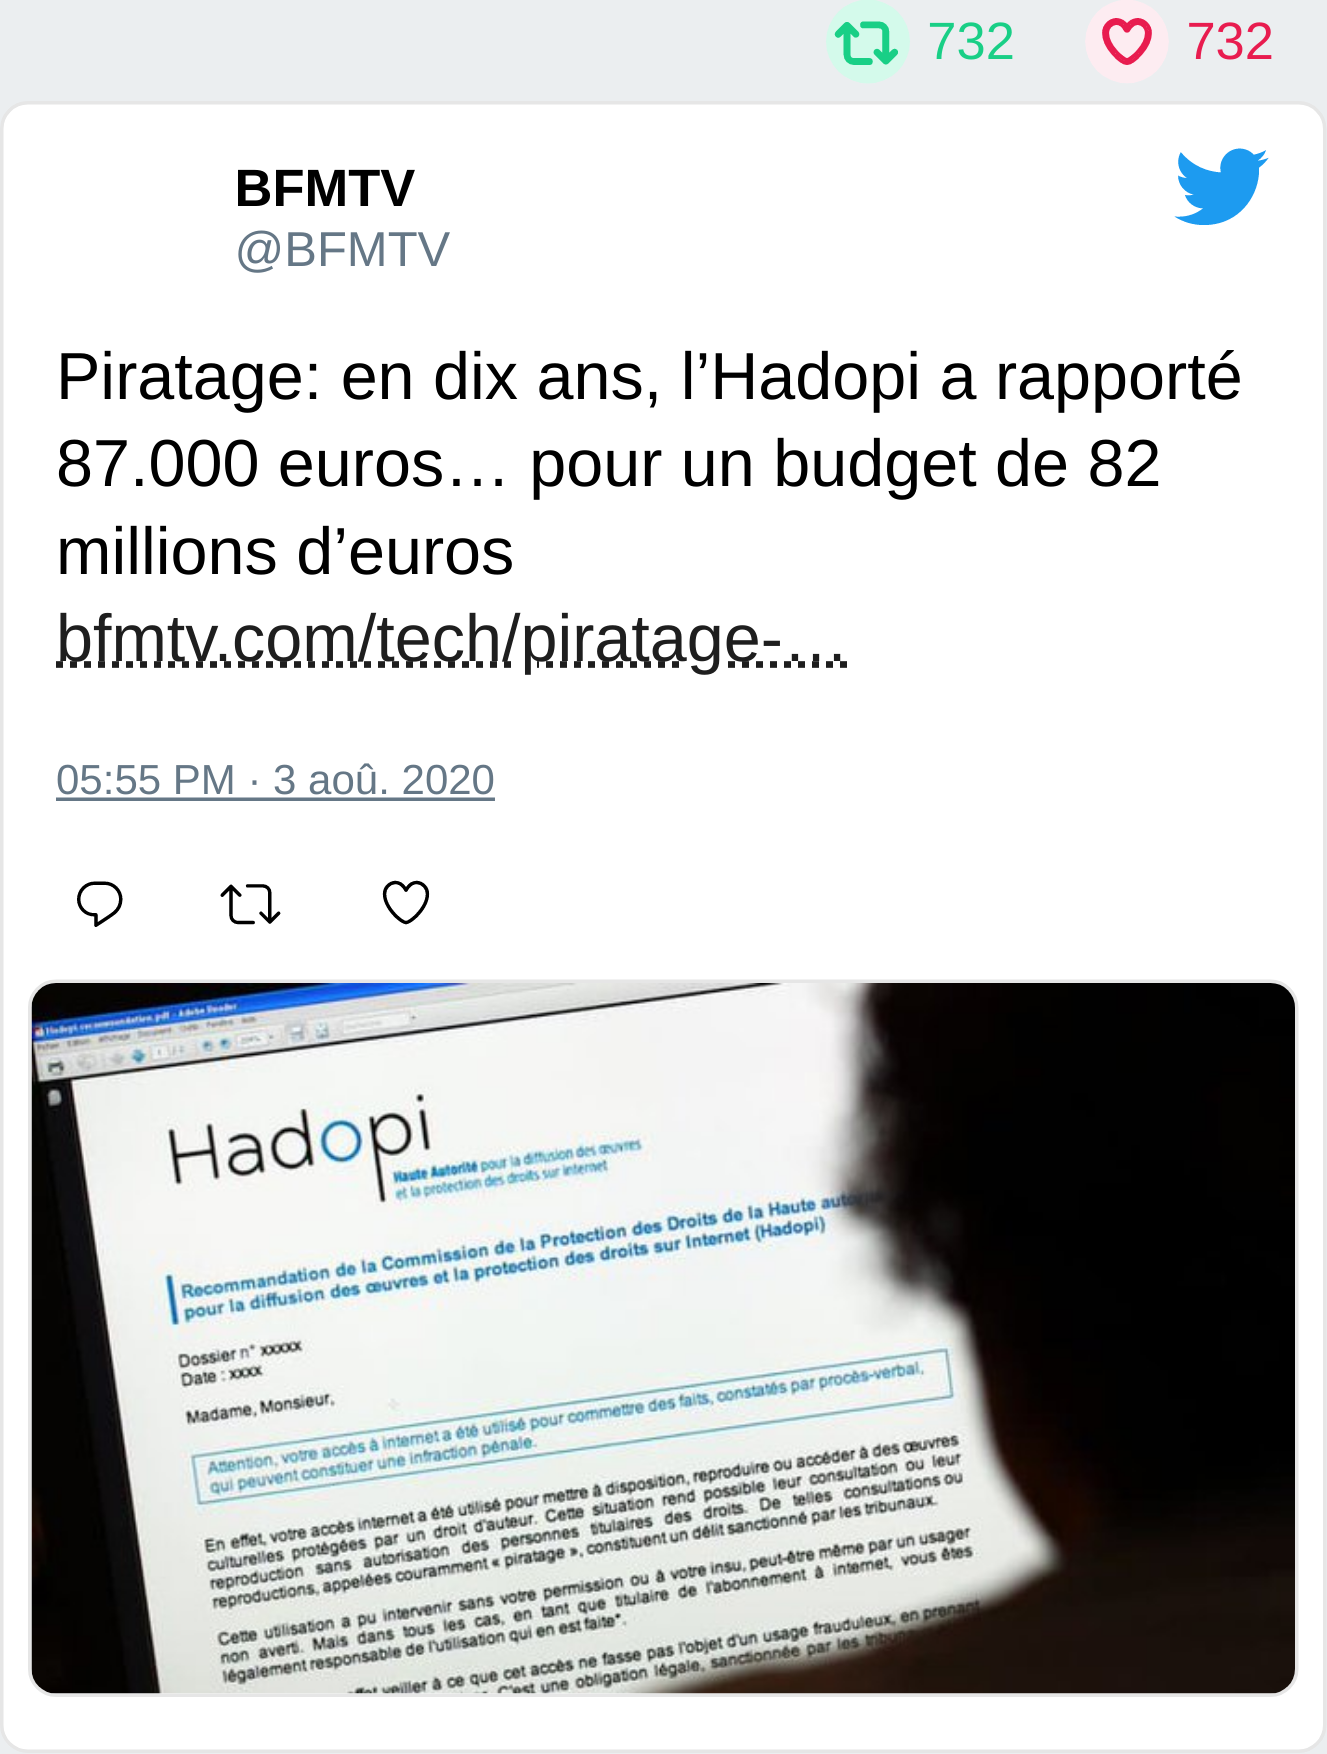 732 732
BFMTV
@BFMTV
Piratage: en dix ans, l’Hadopi a rapporté
87.000 euros… pour un budget de 82
millions d’euros
bfmtv.com/tech/piratage-…
05:55 PM · 3 aoû. 2020
Hadopi recommandation.pdf - Adobe Reader
Hadopi
Haute Autorité pour la diffusion des œuvres
et la protection des droits sur internet
Recommandation de la Commission de la Protection des Droits de la Haute
pour la diffusion des œuvres et la protection des droits sur Internet (Hadopi)
Dossier n° xxxxx
Date : xxxx
Madame, Monsieur,
Attention, votre accès à internet a été utilisé pour commettre des faits, constatés par procès-verbal,
qui peuvent constituer une infraction pénale.
En effet, votre accès internet a été utilisé pour mettre à disposition, reproduire ou accéder à des œuvres
culturelles protégées par un droit d'auteur. Cette situation rend possible leur consultation ou leur
reproduction sans autorisation des personnes titulaires des droits. De telles consultations ou
reproductions, appelées couramment « piratage », constituent un délit sanctionné par les tribunaux.
Cette utilisation a pu intervenir sans votre permission ou à votre insu, peut-être même par un usager
non averti. Mais dans tous les cas, en tant que titulaire de l'abonnement à internet, vous êtes
légalement responsable de l'utilisation qui en est faite*.
veiller à ce que cet accès ne fasse pas l'objet d'un usage frauduleux, en prenant
C'est une obligation légale, sanctionnée par les